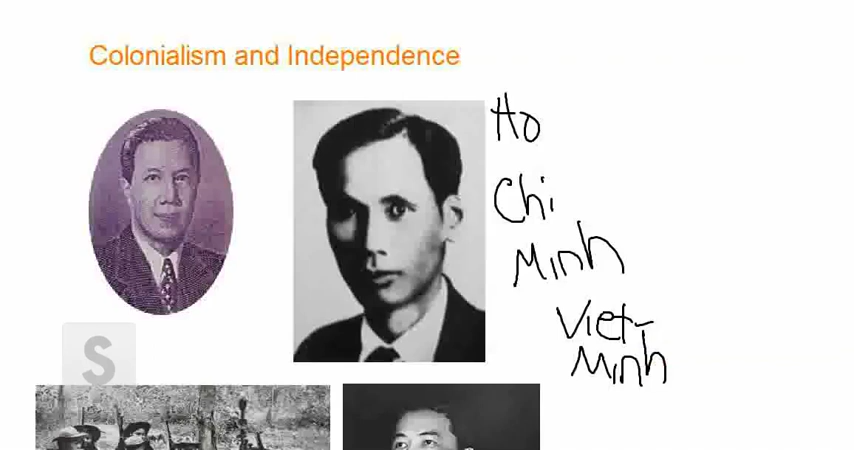 Colonialism and Independence
Ho
Chi
Minh
Viet-
Minh
S